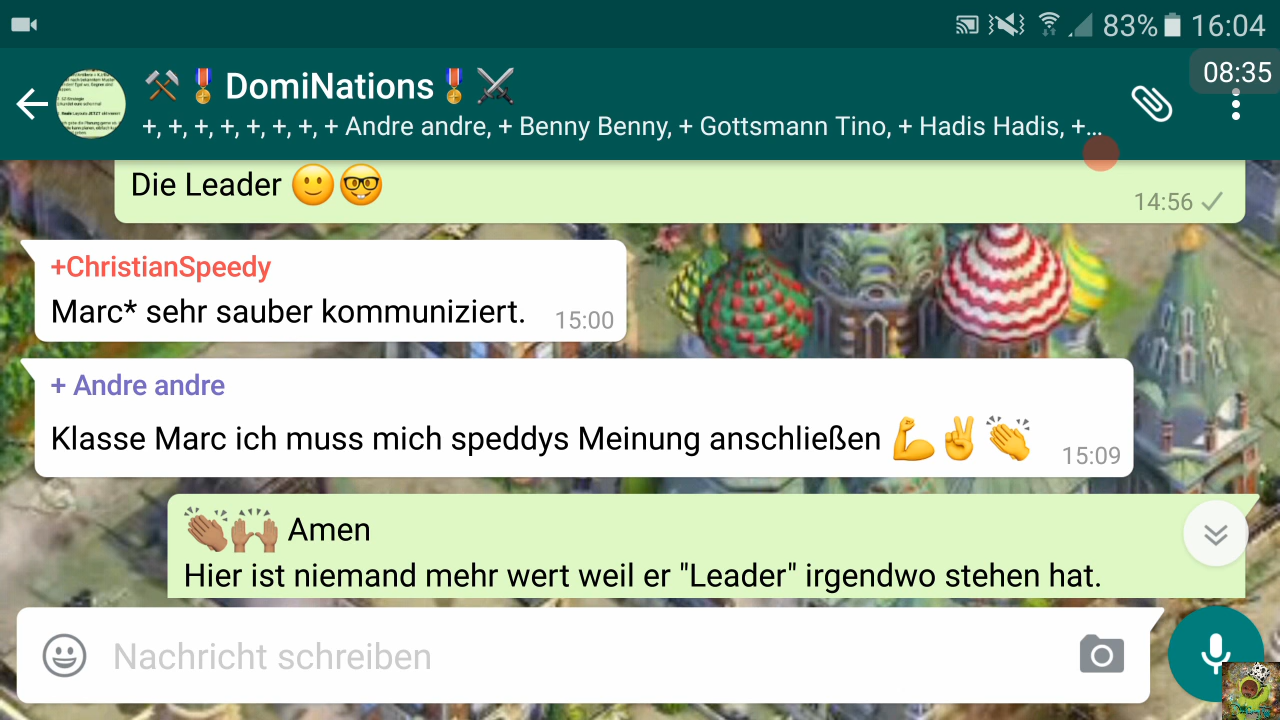 83% 16:04
08:35
DomiNations
+, +, +, +, +, +, +, + Andre andre, + Benny Benny, + Gottsmann Tino, + Hadis Hadis, +...
Die Leader
14:56
+ChristianSpeedy
Marc* sehr sauber kommuniziert.
15:00
+ Andre andre
Klasse Marc ich muss mich speddys Meinung anschließen
15:09
Amen
Hier ist niemand mehr wert weil er "Leader" irgendwo stehen hat.
Nachricht schreiben